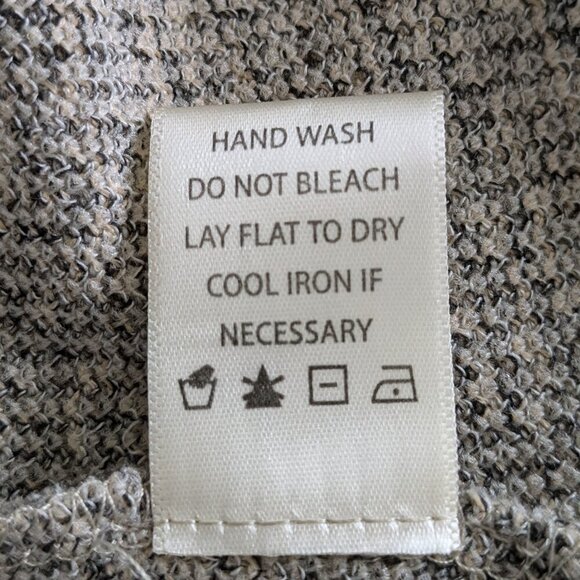 HAND WASH
DO NOT BLEACH
LAY FLAT TO DRY
COOL IRON IF
NECESSARY